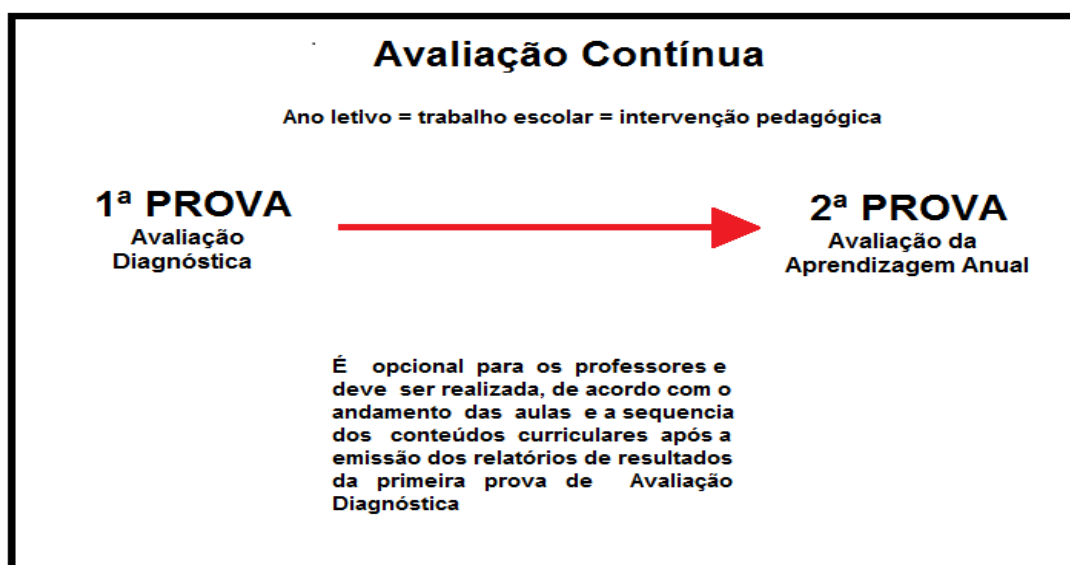 Avaliação Contínua
Ano letivo = trabalho escolar = intervenção pedagógica
1ª PROVA
Avaliação
Diagnóstica
2ª PROVA
Avaliação da
Aprendizagem Anual
É opcional para os professores e
deve ser realizada, de acordo com o
andamento das aulas e a sequencia
dos conteúdos curriculares após a
emissão dos relatórios de resultados
da primeira prova de Avaliação
Diagnóstica